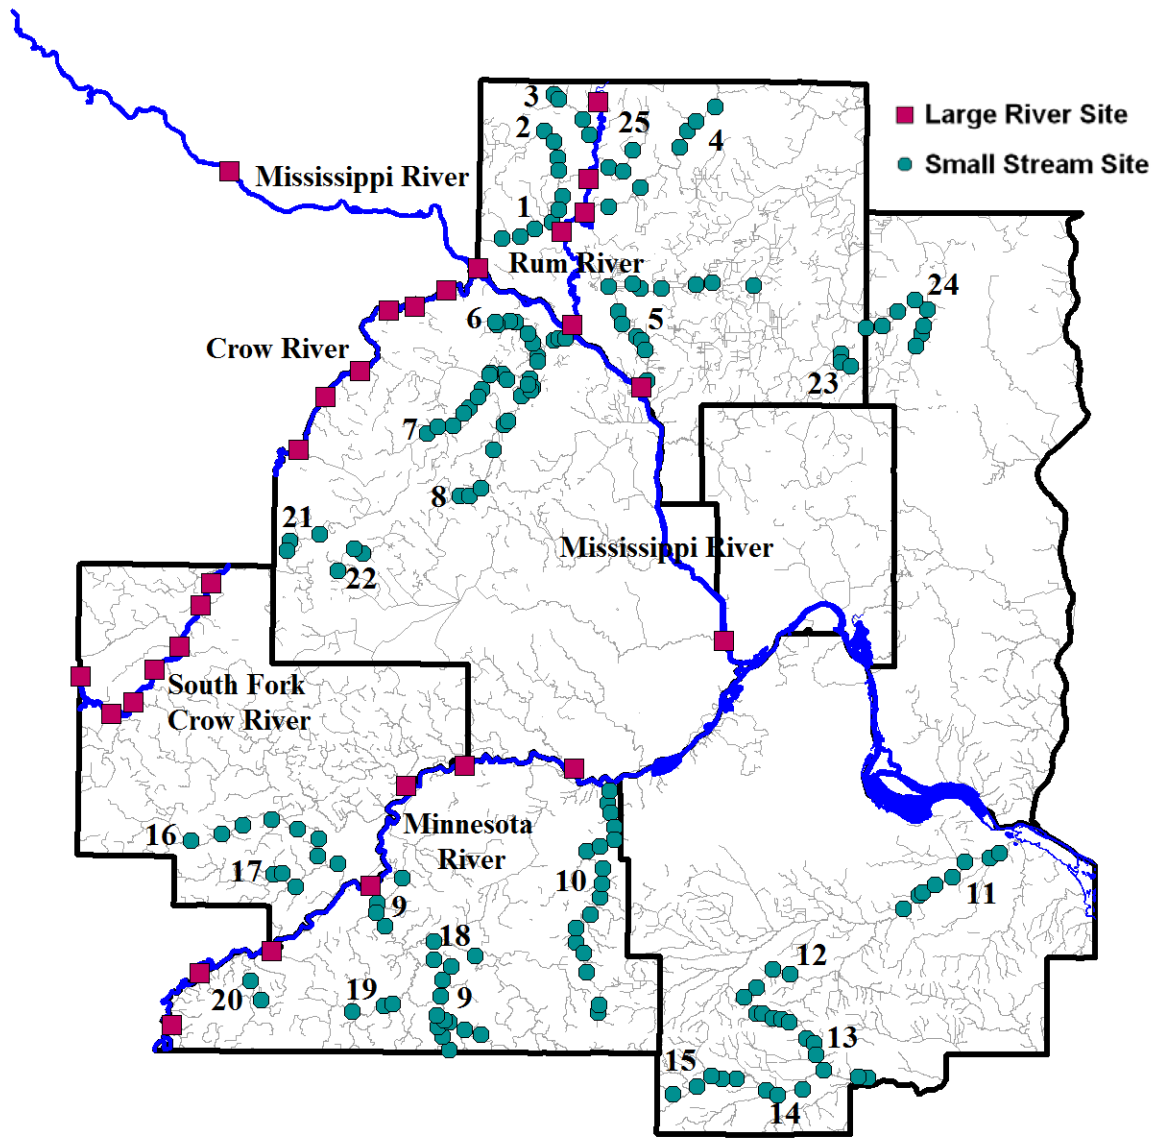 3
2
25
4
Large River Site
Small Stream Site
Mississippi River
1
Rum River
24
6
5
Crow River
23
7
8
21
22
Mississippi River
South Fork
Crow River
Minnesota
River
16
17
10
11
9
18
12
20
19
9
13
15
14